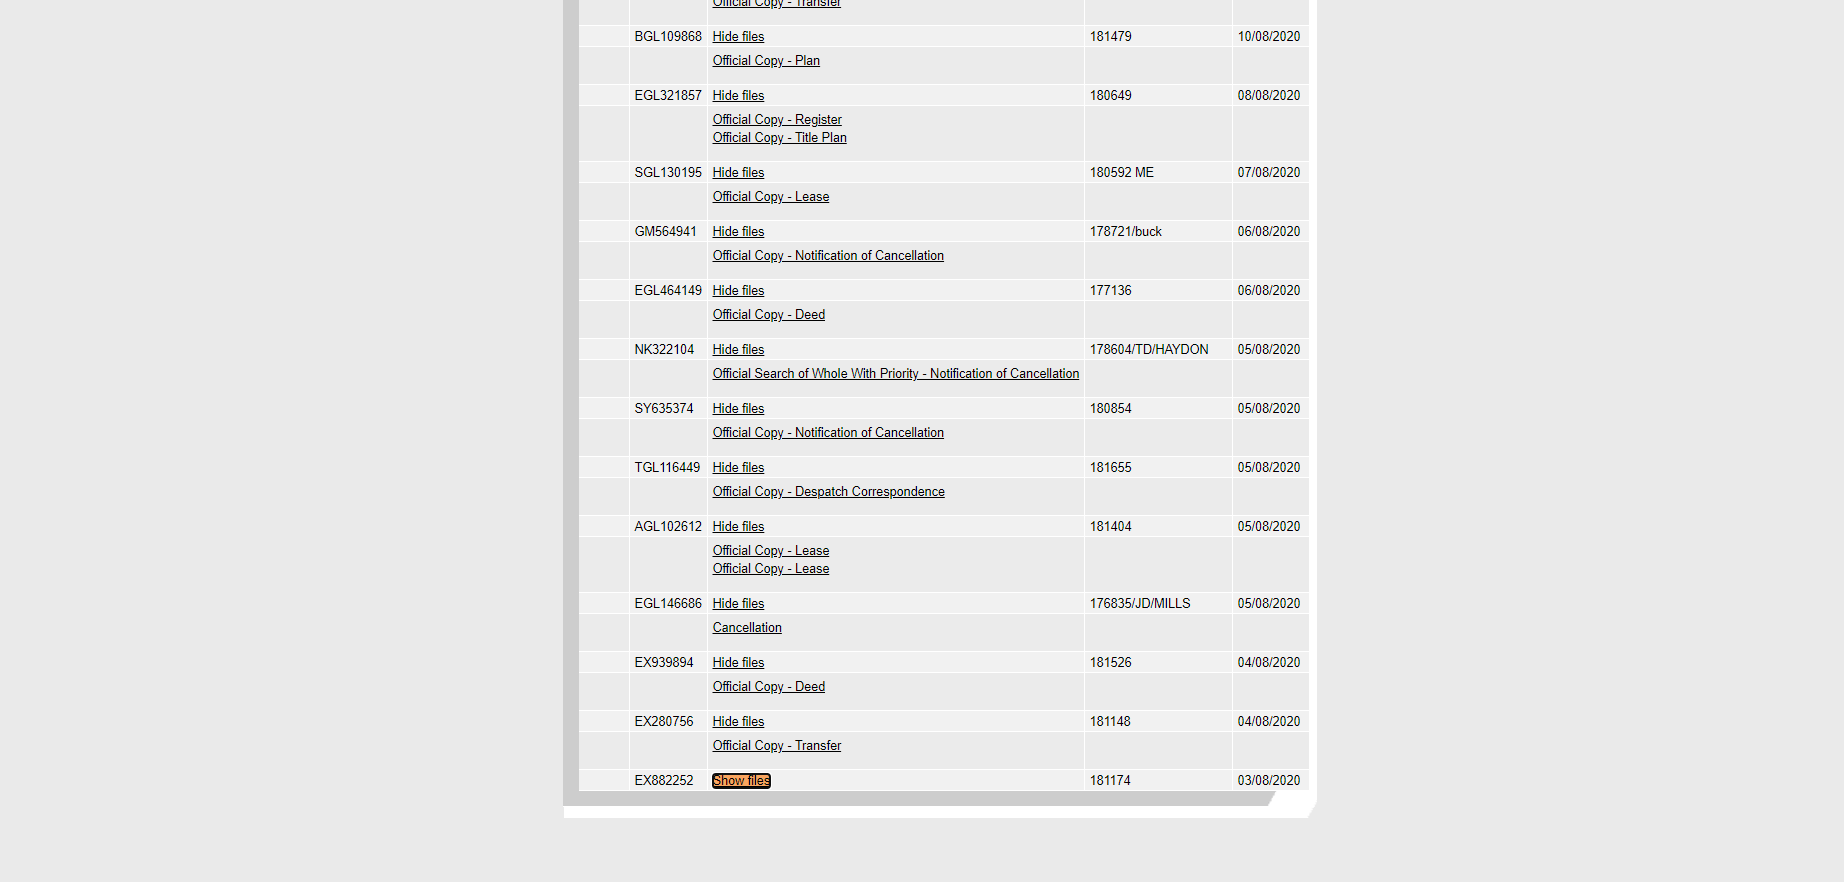 Official Copy - Transfer
BGL109868 Hide files 181479 10/08/2020
Official Copy - Plan
EGL321857 Hide files 180649 08/08/2020
Official Copy - Register
Official Copy - Title Plan
SGL130195 Hide files 180592 ME 07/08/2020
Official Copy - Lease
GM564941 Hide files 178721/buck 06/08/2020
Official Copy - Notification of Cancellation
EGL464149 Hide files 177136 06/08/2020
Official Copy - Deed
NK322104 Hide files 178604/TD/HAYDON 05/08/2020
Official Search of Whole With Priority - Notification of Cancellation
SY635374 Hide files 180854 05/08/2020
Official Copy - Notification of Cancellation
TGL116449 Hide files 181655 05/08/2020
Official Copy - Despatch Correspondence
AGL102612 Hide files 181404 05/08/2020
Official Copy - Lease
Official Copy - Lease
EGL146686 Hide files 176835/JD/MILLS 05/08/2020
Cancellation
EX939894 Hide files 181526 04/08/2020
Official Copy - Deed
EX280756 Hide files 181148 04/08/2020
Official Copy - Transfer
EX882252 Show files 181174 03/08/2020